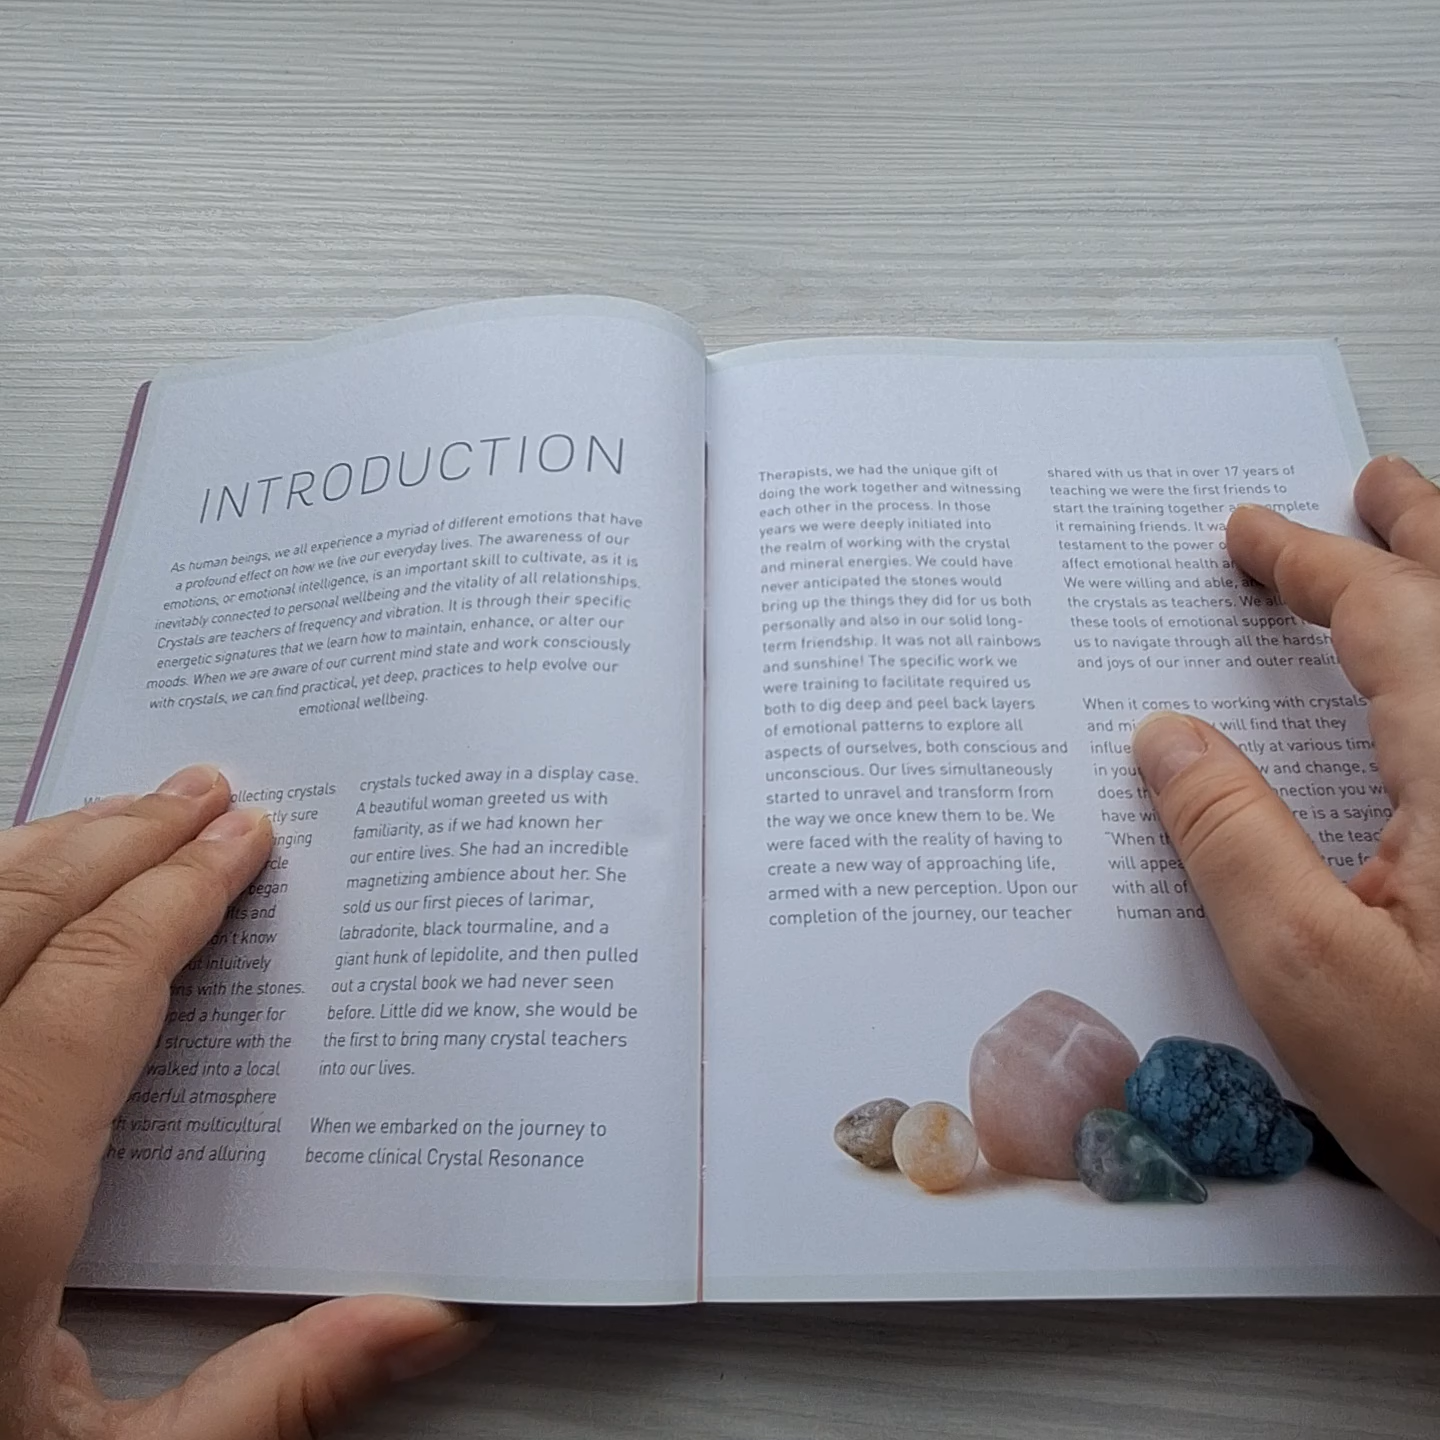 INTRODUCTION
As human beings, we all experience a myriad of different emotions that have
a profound effect on how we live our everyday lives. The awareness of our
emotions, or emotional intelligence, is an important skill to cultivate, as it is
inevitably connected to personal wellbeing and the vitality of all relationships.
Crystals are teachers of frequency and vibration. It is through their specific
energetic signatures that we learn how to maintain, enhance, or alter our
moods. When we are aware of our current mind state and work consciously
with crystals, we can find practical, yet deep, practices to help evolve our
emotional wellbeing.
collecting crystals
sure
began
and
know
intuitively
with the stones.
a hunger for
structure with the
walked into a local
atmosphere
vibrant multicultural
world and alluring
crystals tucked away in a display case.
A beautiful woman greeted us with
familiarity, as if we had known her
our entire lives. She had an incredible
magnetizing ambience about her. She
sold us our first pieces of larimar,
labradorite, black tourmaline, and a
giant hunk of lepidolite, and then pulled
out a crystal book we had never seen
before. Little did we know, she would be
the first to bring many crystal teachers
into our lives.
When we embarked on the journey to
become clinical Crystal Resonance
Therapists, we had the unique gift of
doing the work together and witnessing
each other in the process. In those
years we were deeply initiated into
the realm of working with the crystal
and mineral energies. We could have
never anticipated the stones would
bring up the things they did for us both
personally and also in our solid long-
term friendship. It was not all rainbows
and sunshine! The specific work we
were training to facilitate required us
both to dig deep and peel back layers
of emotional patterns to explore all
aspects of ourselves, both conscious and
unconscious. Our lives simultaneously
started to unravel and transform from
the way we once knew them to be. We
were faced with the reality of having to
create a new way of approaching life,
armed with a new perception. Upon our
completion of the journey, our teacher
shared with us that in over 17 years of
teaching we were the first friends to
start the training together complete
it remaining friends. It
testament to the power
affect emotional health
We were willing and able,
the crystals as teachers. We
these tools of emotional support
us to navigate through all the
and joys of our inner and outer
When it comes to working with crystals
and will find that they
at various
in and change,
does connection you
have is a saying
"When the
will true
with all of
human and